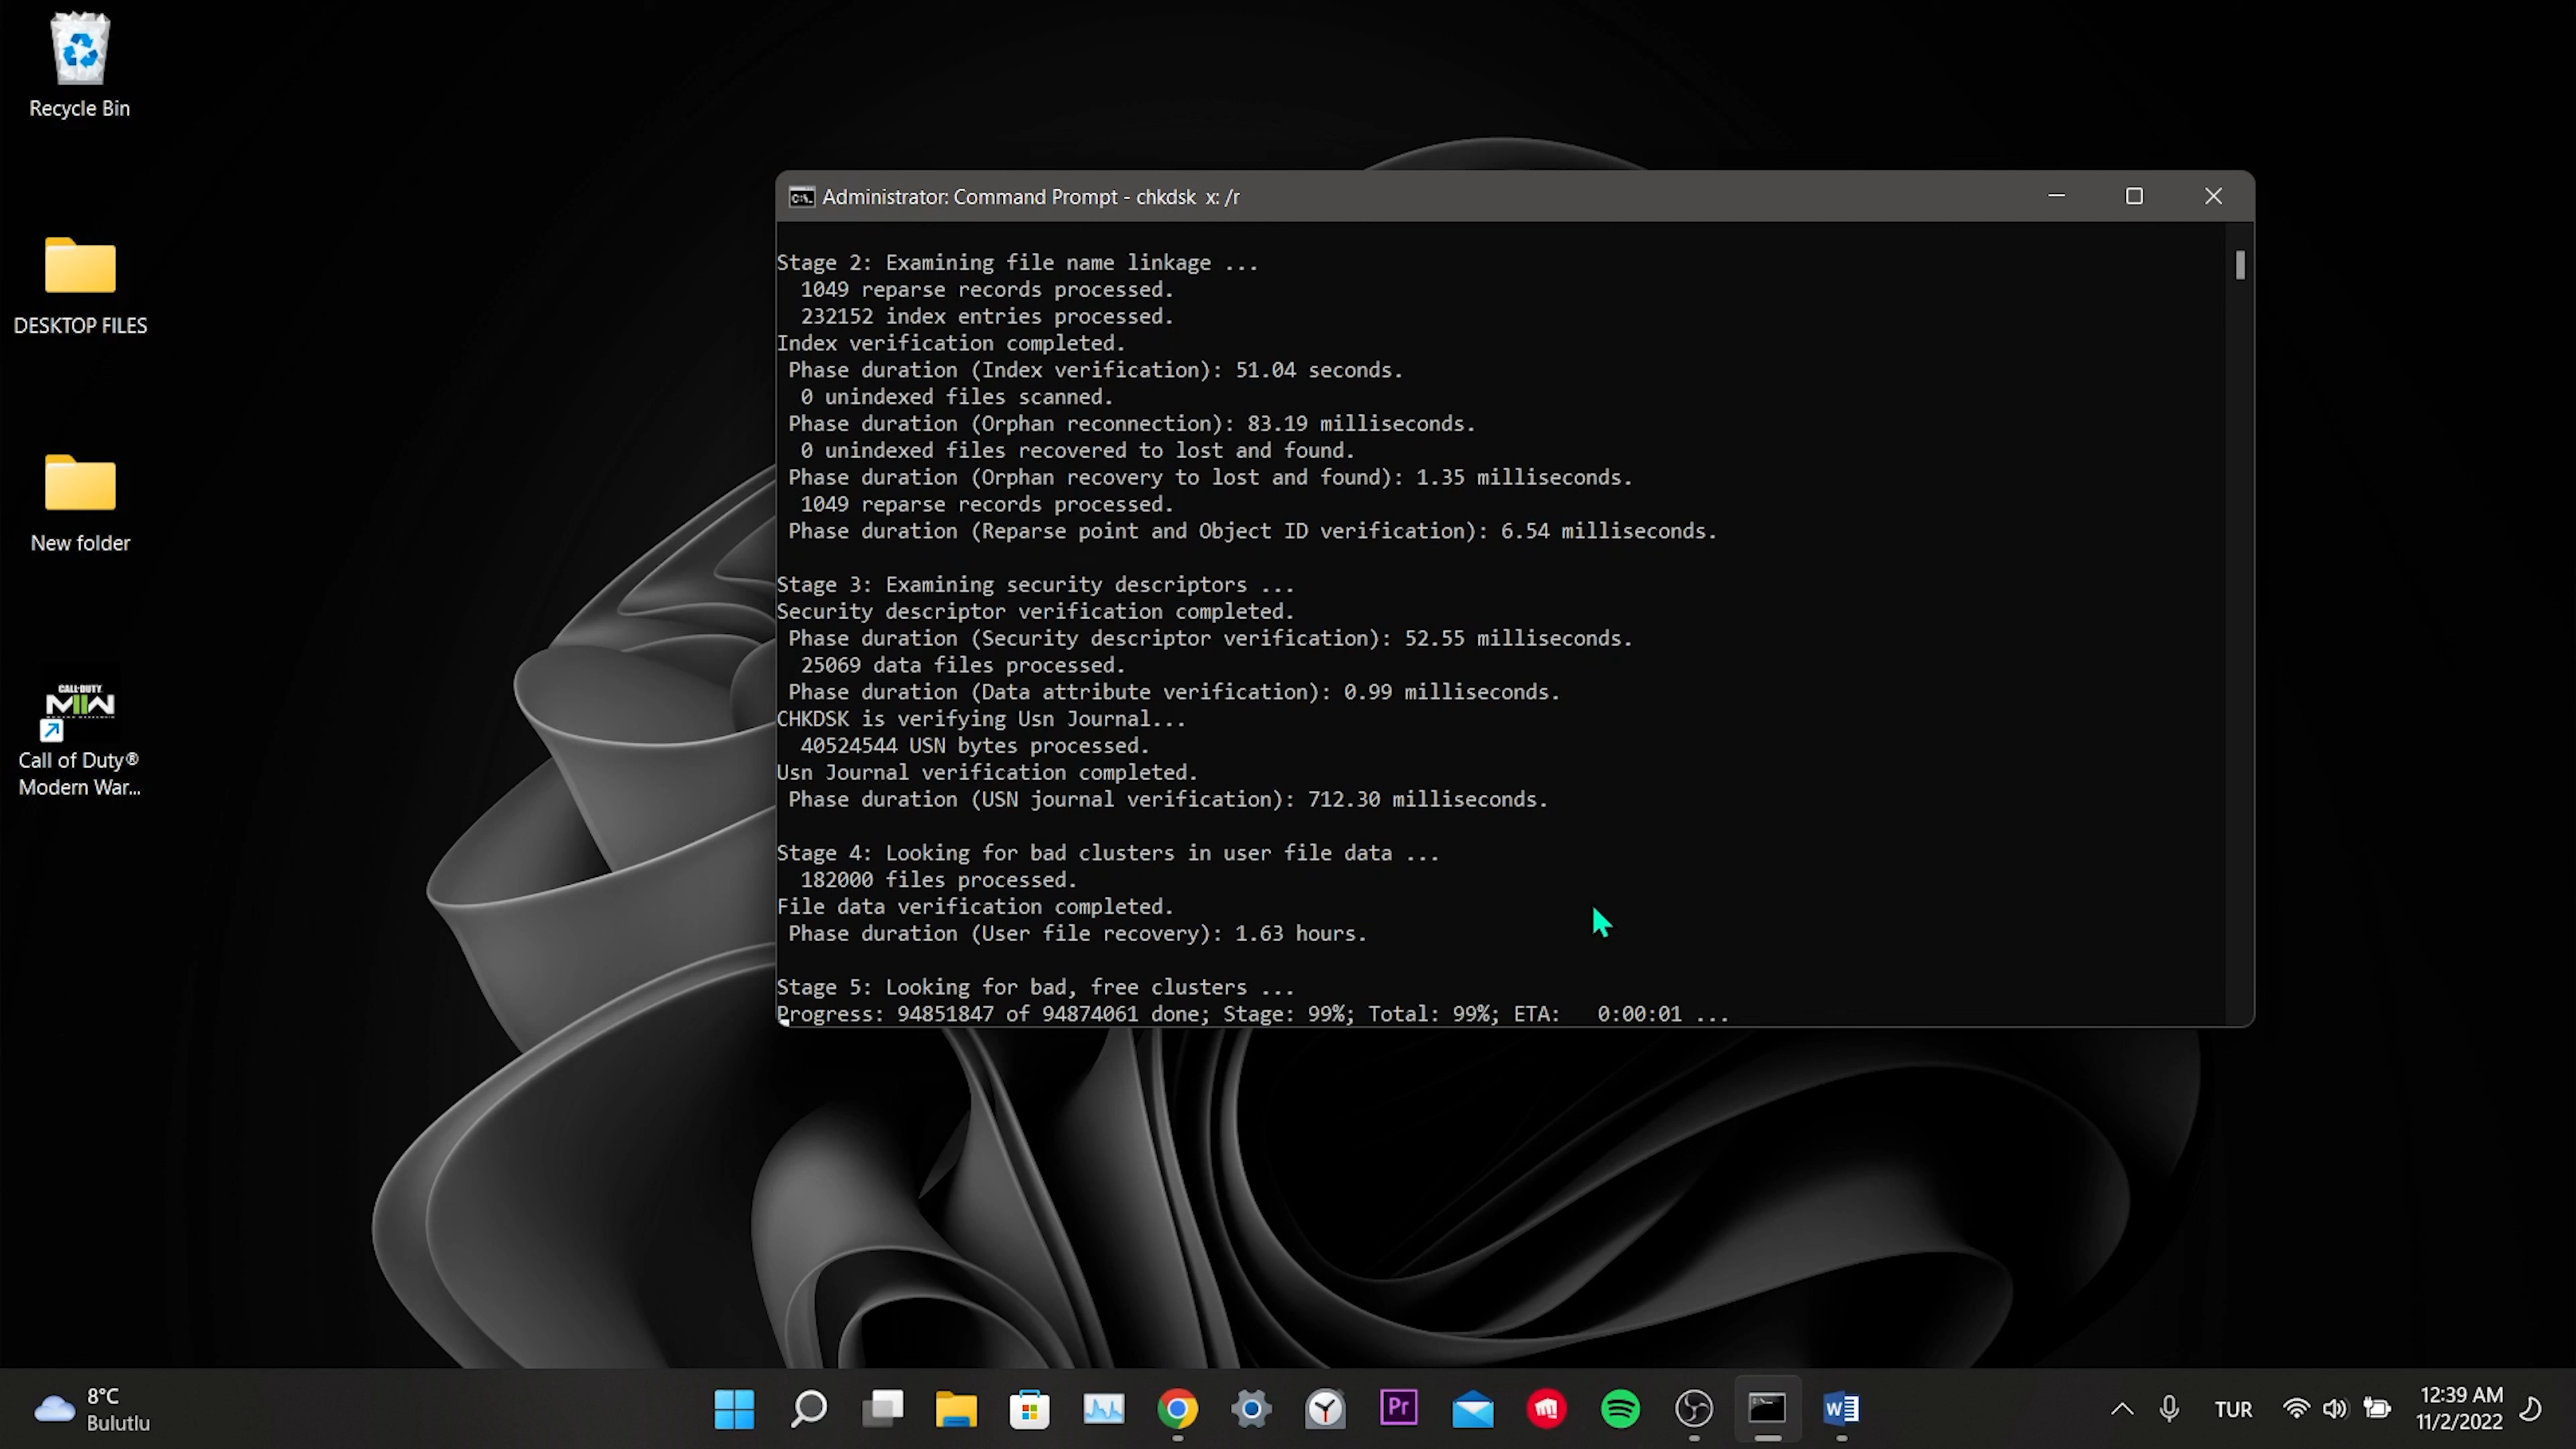 Recycle Bin
DESKTOP FILES
New folder
CALL OF DUTY
MW
Call of Duty®
Modern War...
Administrator: Command Prompt - chkdsk  x: /r
Stage 2: Examining file name linkage ...
1049 reparse records processed.
232152 index entries processed.
Index verification completed.
Phase duration (Index verification): 51.04 seconds.
0 unindexed files scanned.
Phase duration (Orphan reconnection): 83.19 milliseconds.
0 unindexed files recovered to lost and found.
Phase duration (Orphan recovery to lost and found): 1.35 milliseconds.
1049 reparse records processed.
Phase duration (Reparse point and Object ID verification): 6.54 milliseconds.
Stage 3: Examining security descriptors ...
Security descriptor verification completed.
Phase duration (Security descriptor verification): 52.55 milliseconds.
25069 data files processed.
Phase duration (Data attribute verification): 0.99 milliseconds.
CHKDSK is verifying Usn Journal...
40524544 USN bytes processed.
Usn Journal verification completed.
Phase duration (USN journal verification): 712.30 milliseconds.
Stage 4: Looking for bad clusters in user file data ...
182000 files processed.
File data verification completed.
Phase duration (User file recovery): 1.63 hours.
Stage 5: Looking for bad, free clusters ...
Progress: 94851847 of 94874061 done; Stage: 99%; Total: 99%; ETA:   0:00:01 ...
8°C
Bulutlu
Pr
W
TUR
12:39 AM
11/2/2022